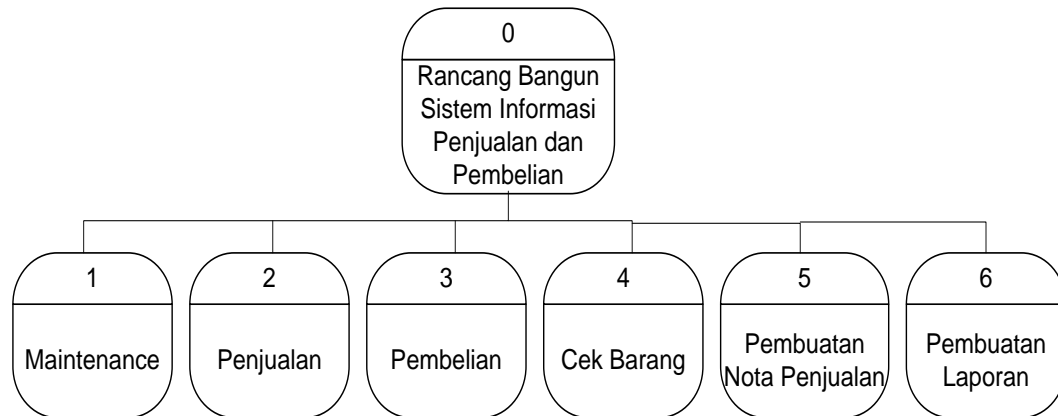 0
Rancang Bangun
Sistem Informasi
Penjualan dan
Pembelian
1
Maintenance
2
Penjualan
3
Pembelian
4
Cek Barang
5
Pembuatan
Nota Penjualan
6
Pembuatan
Laporan